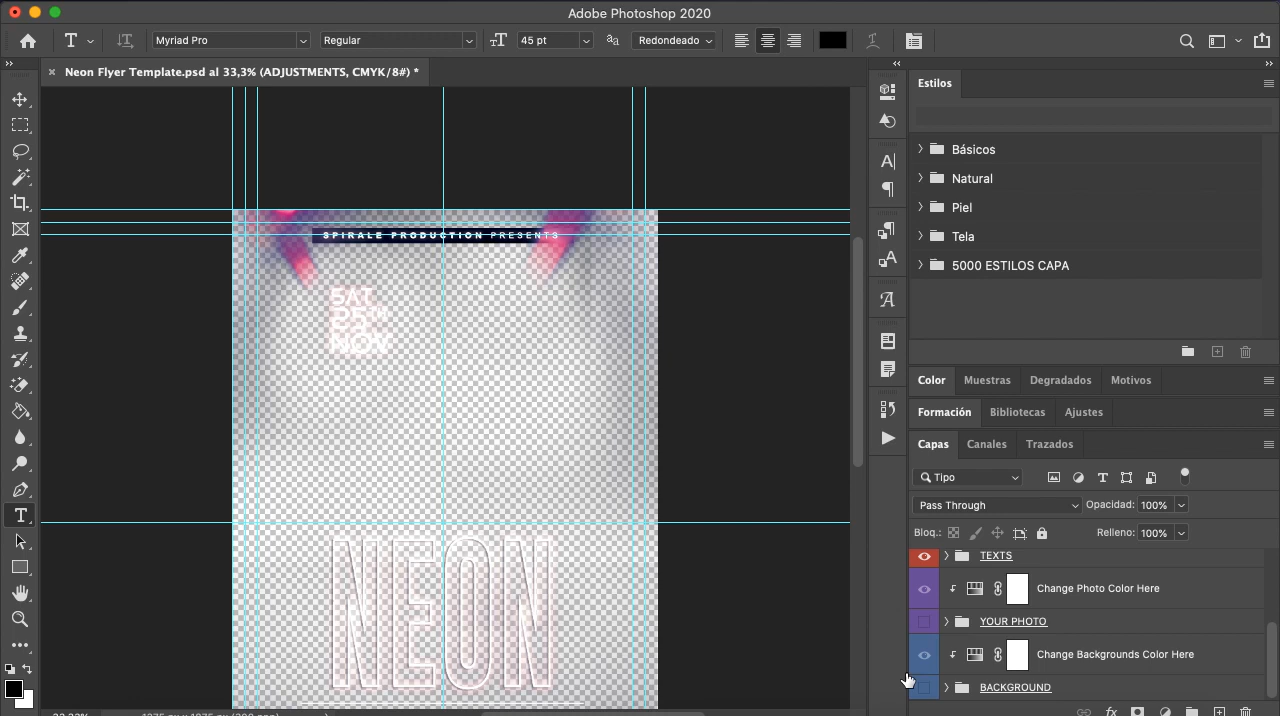 Adobe Photoshop 2020
Myriad Pro
Regular
45 pt
aa
Redondeado
Neon Flyer Template.psd al 33,3% (ADJUSTMENTS, CMYK/8#) *
Estilos
Básicos
Natural
Piel
Tela
5000 ESTILOS CAPA
Color
Muestras
Degradados
Motivos
Formación
Bibliotecas
Ajustes
Capas
Canales
Trazados
Tipo
Pass Through
Opacidad: 100%
Bloq.:
Relleno: 100%
TEXTS
Change Photo Color Here
YOUR PHOTO
Change Backgrounds Color Here
BACKGROUND
3PIRALE PRODUCTION PRESENTS
SAT
05TH
NOV
NEON